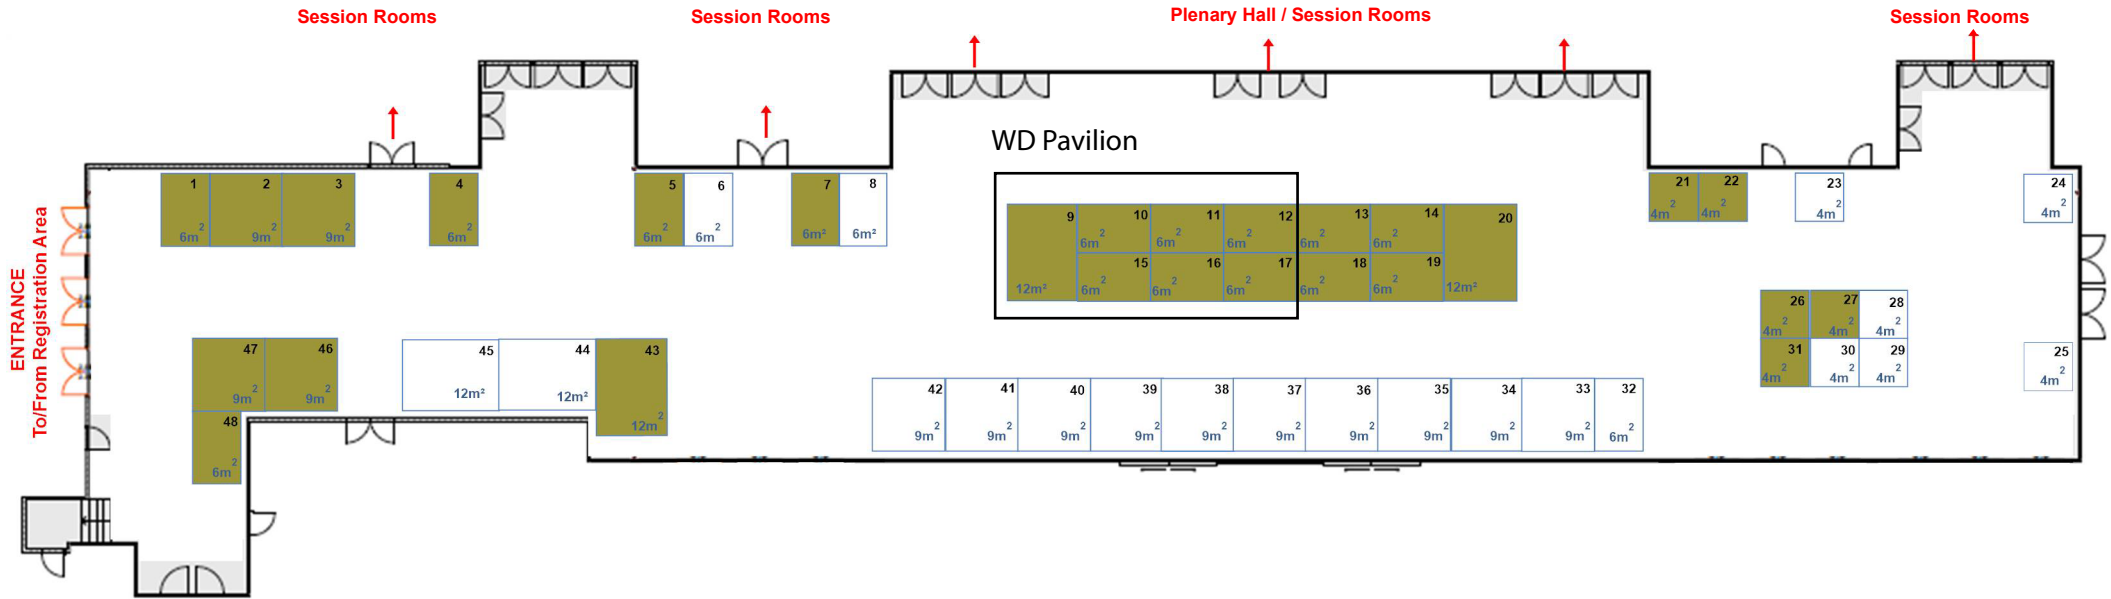 Session Rooms
Session Rooms
Plenary Hall / Session Rooms
Session Rooms
WD Pavilion
ENTRANCE
To/From Registration Area
1
6m²
2
9m²
3
9m²
4
6m²
5
6m²
6
6m²
7
6m²
8
6m²
9
12m²
10
6m²
11
6m²
12
6m²
13
6m²
14
6m²
20
12m²
15
6m²
16
6m²
17
6m²
18
6m²
19
6m²
21
4m²
22
4m²
23
4m²
24
4m²
26
4m²
27
4m²
28
4m²
31
4m²
30
4m²
29
4m²
25
4m²
47
9m²
46
9m²
48
6m²
45
12m²
44
12m²
43
12m²
42
9m²
41
9m²
40
9m²
39
9m²
38
9m²
37
9m²
36
9m²
35
9m²
34
9m²
33
9m²
32
6m²